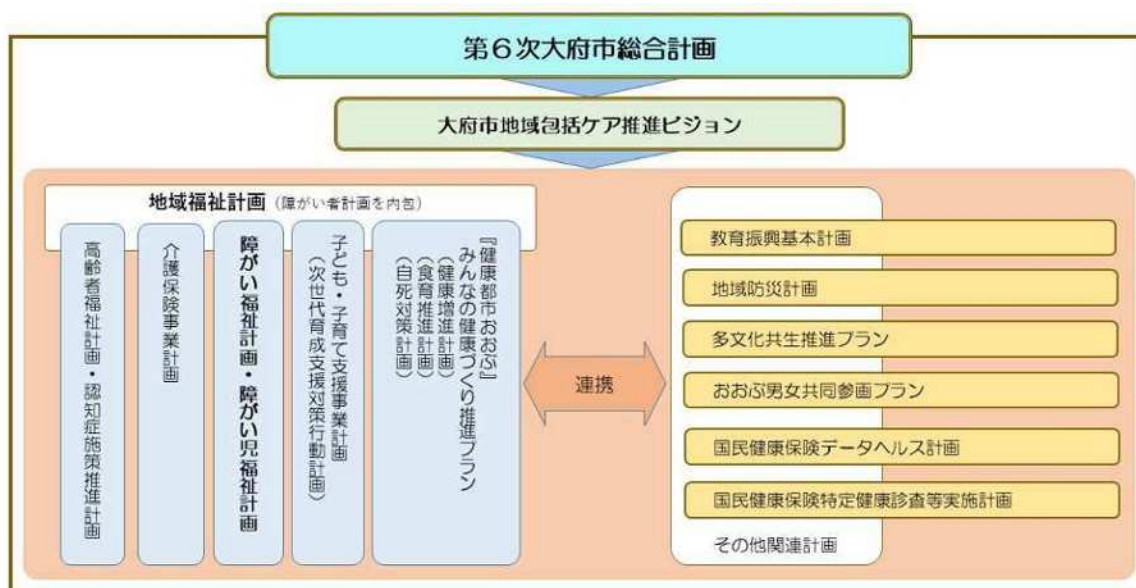 第6次大府市総合計画
大府市地域包括ケア推進ビジョン
地域福祉計画（障がい者計画を内包）
高齢者福祉計画・認知症施策推進計画
介護保険事業計画
障がい福祉計画・障がい児福祉計画
子ども・子育て支援事業計画
（次世代育成支援対策行動計画）
『健康都市おおぶ』
みんなの健康づくり推進プラン
（健康増進計画）
（食育推進計画）
（自死対策計画）
連携
教育振興基本計画
地域防災計画
多文化共生推進プラン
おおぶ男女共同参画プラン
国民健康保険データヘルス計画
国民健康保険特定健康診査等実施計画
その他関連計画